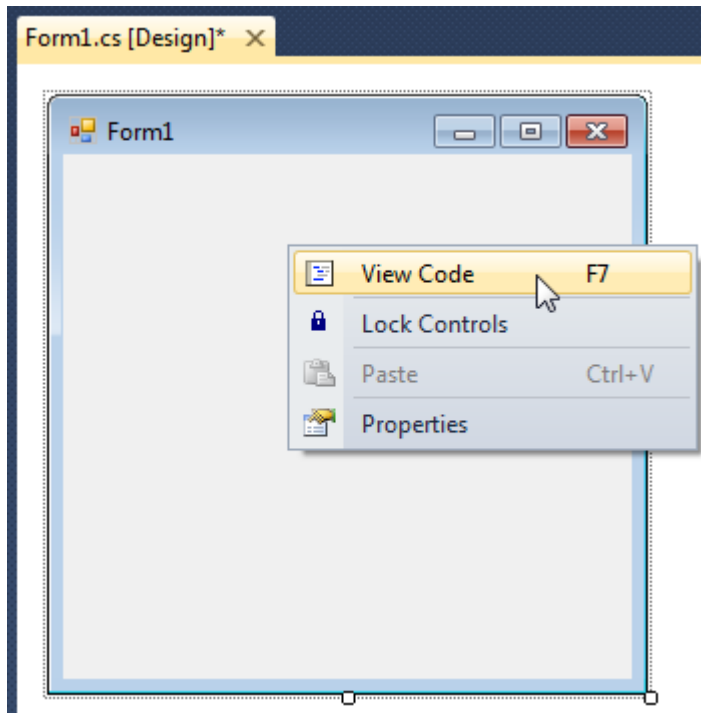 Form1.cs [Design]*
Form1
View Code F7
Lock Controls
Paste Ctrl+V
Properties